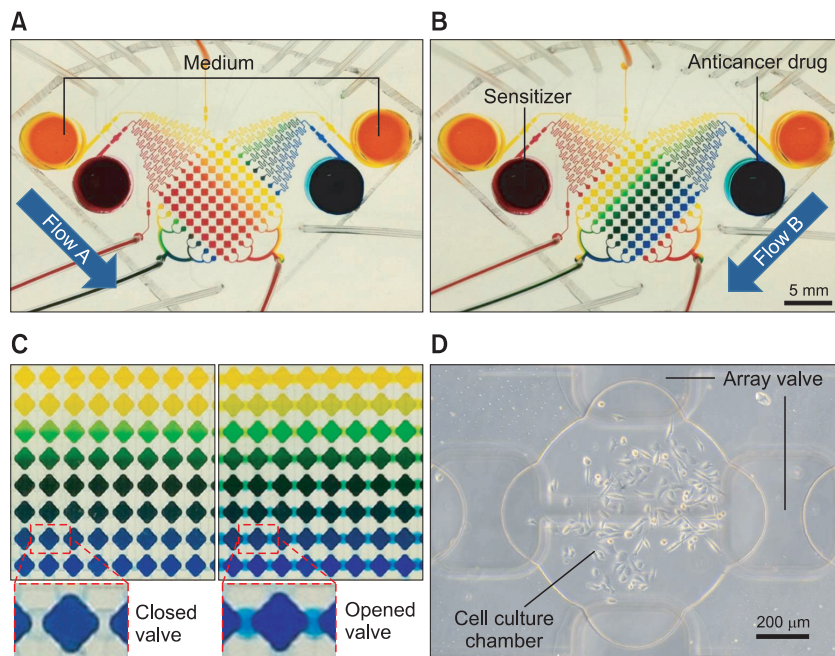 A
Medium
Flow A
B
Anticancer drug
Sensitizer
Flow B
5 mm
C
Closed
valve
Opened
valve
D
Array valve
Cell culture
chamber
200 μm